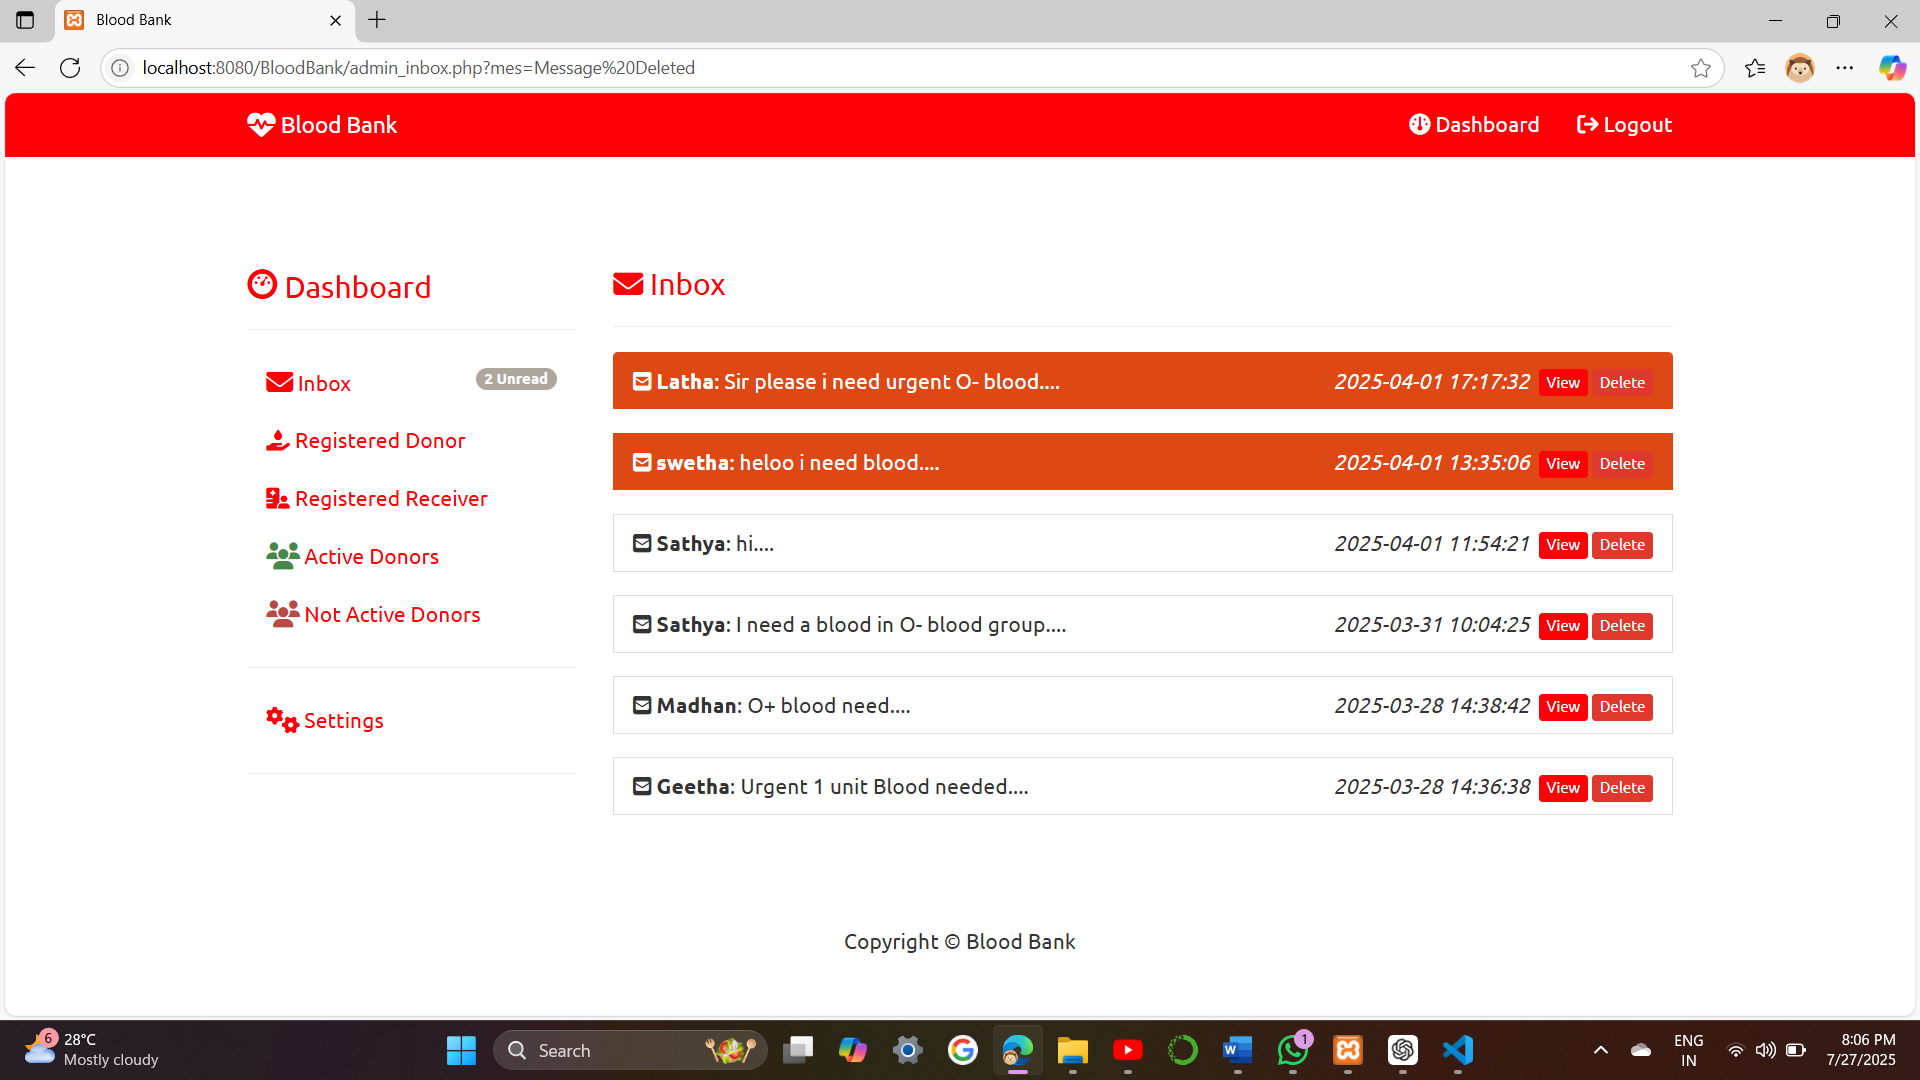 Blood Bank
localhost:8080/BloodBank/admin_inbox.php?mes=Message%20Deleted
Blood Bank
Dashboard Logout
Dashboard
Inbox 2 Unread
Registered Donor
Registered Receiver
Active Donors
Not Active Donors
Settings
Inbox
Latha: Sir please i need urgent O- blood.... 2025-04-01 17:17:32 View Delete
swetha: heloo i need blood.... 2025-04-01 13:35:06 View Delete
Sathya: hi.... 2025-04-01 11:54:21 View Delete
Sathya: I need a blood in O- blood group.... 2025-03-31 10:04:25 View Delete
Madhan: O+ blood need.... 2025-03-28 14:38:42 View Delete
Geetha: Urgent 1 unit Blood needed.... 2025-03-28 14:36:38 View Delete
Copyright © Blood Bank
6
28°C
Mostly cloudy
Search
W
1
ENG
IN
8:06 PM
7/27/2025